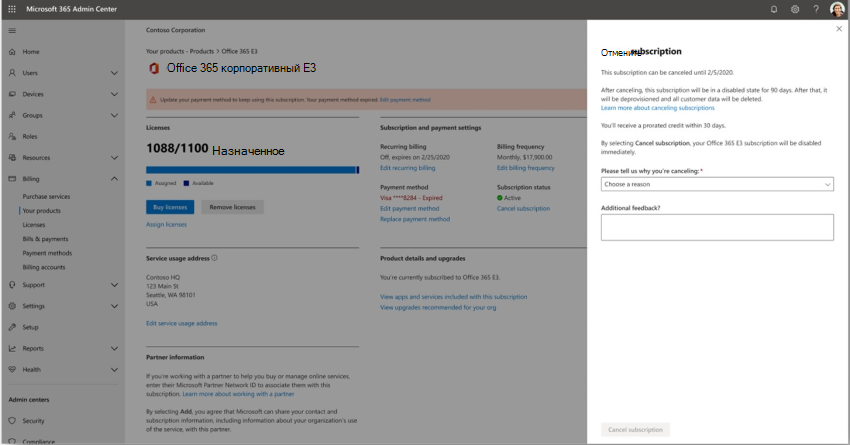 Microsoft 365 Admin Center
Home
Users
Devices
Groups
Roles
Resources
Billing
Purchase services
Your products
Licenses
Bills & payments
Payment methods
Billing accounts
Support
Settings
Setup
Reports
Health
Admin centers
Security
Compliance
Contoso Corporation
Your products - Products > Office 365 E3
Office 365 корпоративный E3
Update your payment method to keep using this subscription. Your payment method expired. Edit payment method
Licenses
1088/1100 Назначенное
Assigned Available
Buy licenses Remove licenses
Assign licenses
Subscription and payment settings
Recurring billing
Off, expires on 2/25/2020
Edit recurring billing
Billing frequency
Monthly, $17,900.00
Edit billing frequency
Payment method
Visa ****8284 - Expired
Edit payment method
Replace payment method
Subscription status
Active
Cancel subscription
Service usage address
Contoso HQ
123 Main St
Seattle, WA 98101
USA
Edit service usage address
Product details and upgrades
You're currently subscribed to Office 365 E3.
View apps and services included with this subscription
View upgrades recommended for your org
Partner information
If you're working with a partner to help you buy or manage online services,
enter their Microsoft Partner Network ID to associate them with this
subscription. Learn more about working with a partner
By selecting Add, you agree that Microsoft can share your contact and
subscription information, including information about your organization's use
of the service, with this partner.
Отмените subscription
This subscription can be canceled until 2/5/2020.
After canceling, this subscription will be in a disabled state for 90 days. After that, it
will be deprovisioned and all customer data will be deleted.
Learn more about canceling subscriptions
You'll receive a prorated credit within 30 days.
By selecting Cancel subscription, your Office 365 E3 subscription will be disabled
immediately.
Please tell us why you're canceling: *
Choose a reason
Additional feedback?
Cancel subscription